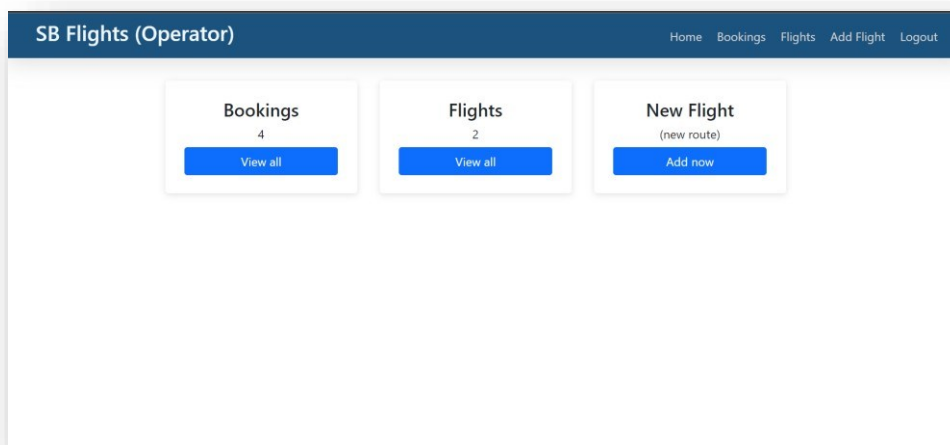 SB Flights (Operator)
Home Bookings Flights Add Flight Logout
Bookings
4
View all
Flights
2
View all
New Flight
(new route)
Add now